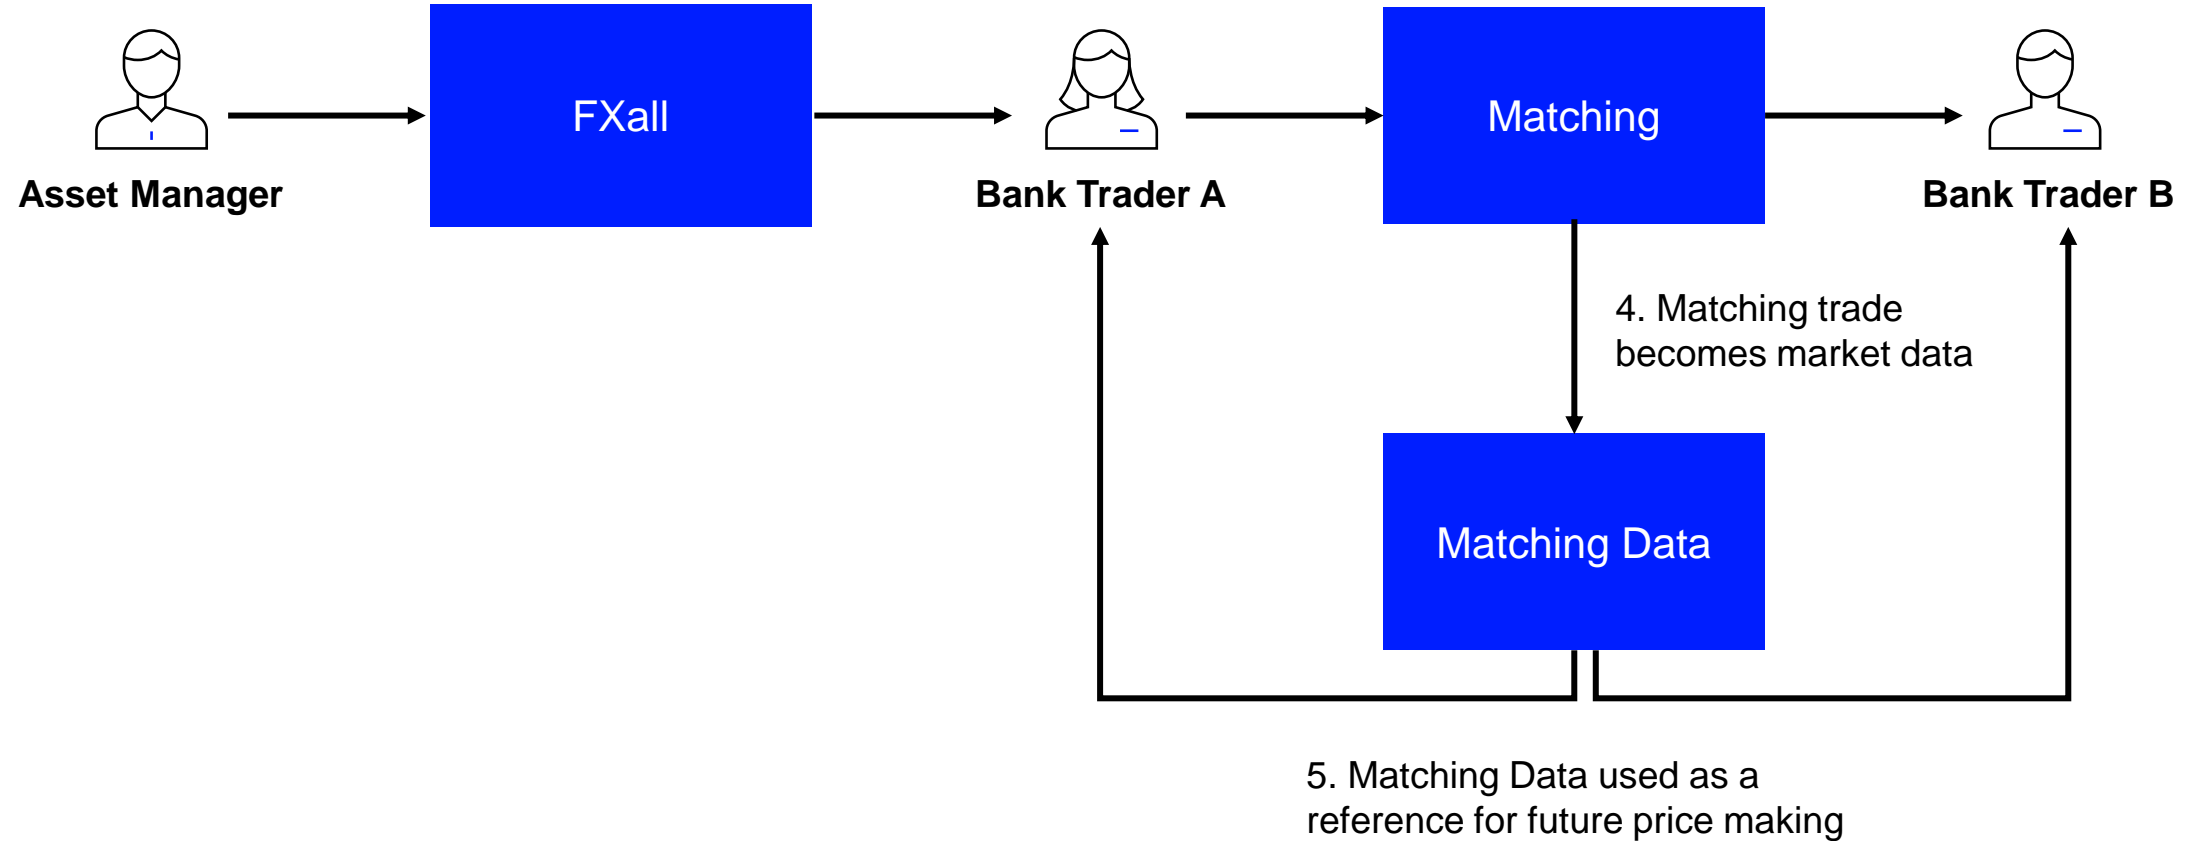 FXall
Matching
Asset Manager
Bank Trader A
Bank Trader B
4. Matching trade
becomes market data
Matching Data
5. Matching Data used as a
reference for future price making